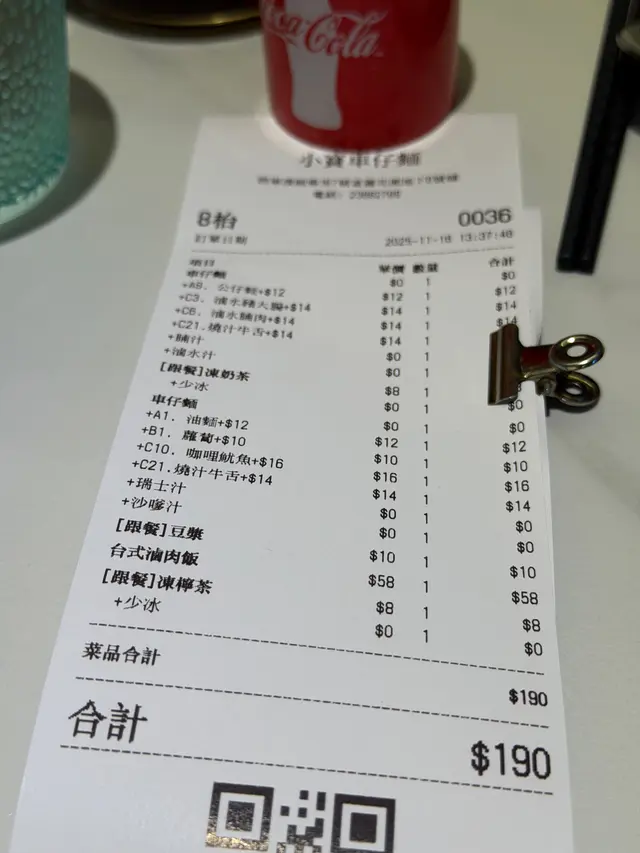 Coca-Cola
小寶車仔麵
8枱 0036
訂單日期 2025-11-18 13:37:48
項目 單價 數量 合計
車仔麵 $0 1 $0
+A9. 公仔麵+$12 $12 1 $12
+C3. 滷水豬大腸+$14 $14 1 $14
+C6. 滷水腩肉+$14 $14 1 $14
+C21.燒汁牛舌+$14 $14 1
+腩汁 $0 1
+滷水汁 $0 1
[跟餐]凍奶茶 $8 1
+少冰 $0 1 $0
車仔麵 $0 1 $0
+A1. 油麵+$12 $12 1 $12
+B1. 蘿蔔+$10 $10 1 $10
+C10. 咖哩魷魚+$16 $16 1 $16
+C21.燒汁牛舌+$14 $14 1 $14
+瑞士汁 $0 1 $0
+沙嗲汁 $0 1 $0
[跟餐]豆漿 $10 1 $10
台式滷肉飯 $58 1 $58
[跟餐]凍檸茶 $8 1 $8
+少冰 $0 1 $0
菜品合計 $190
合計 $190